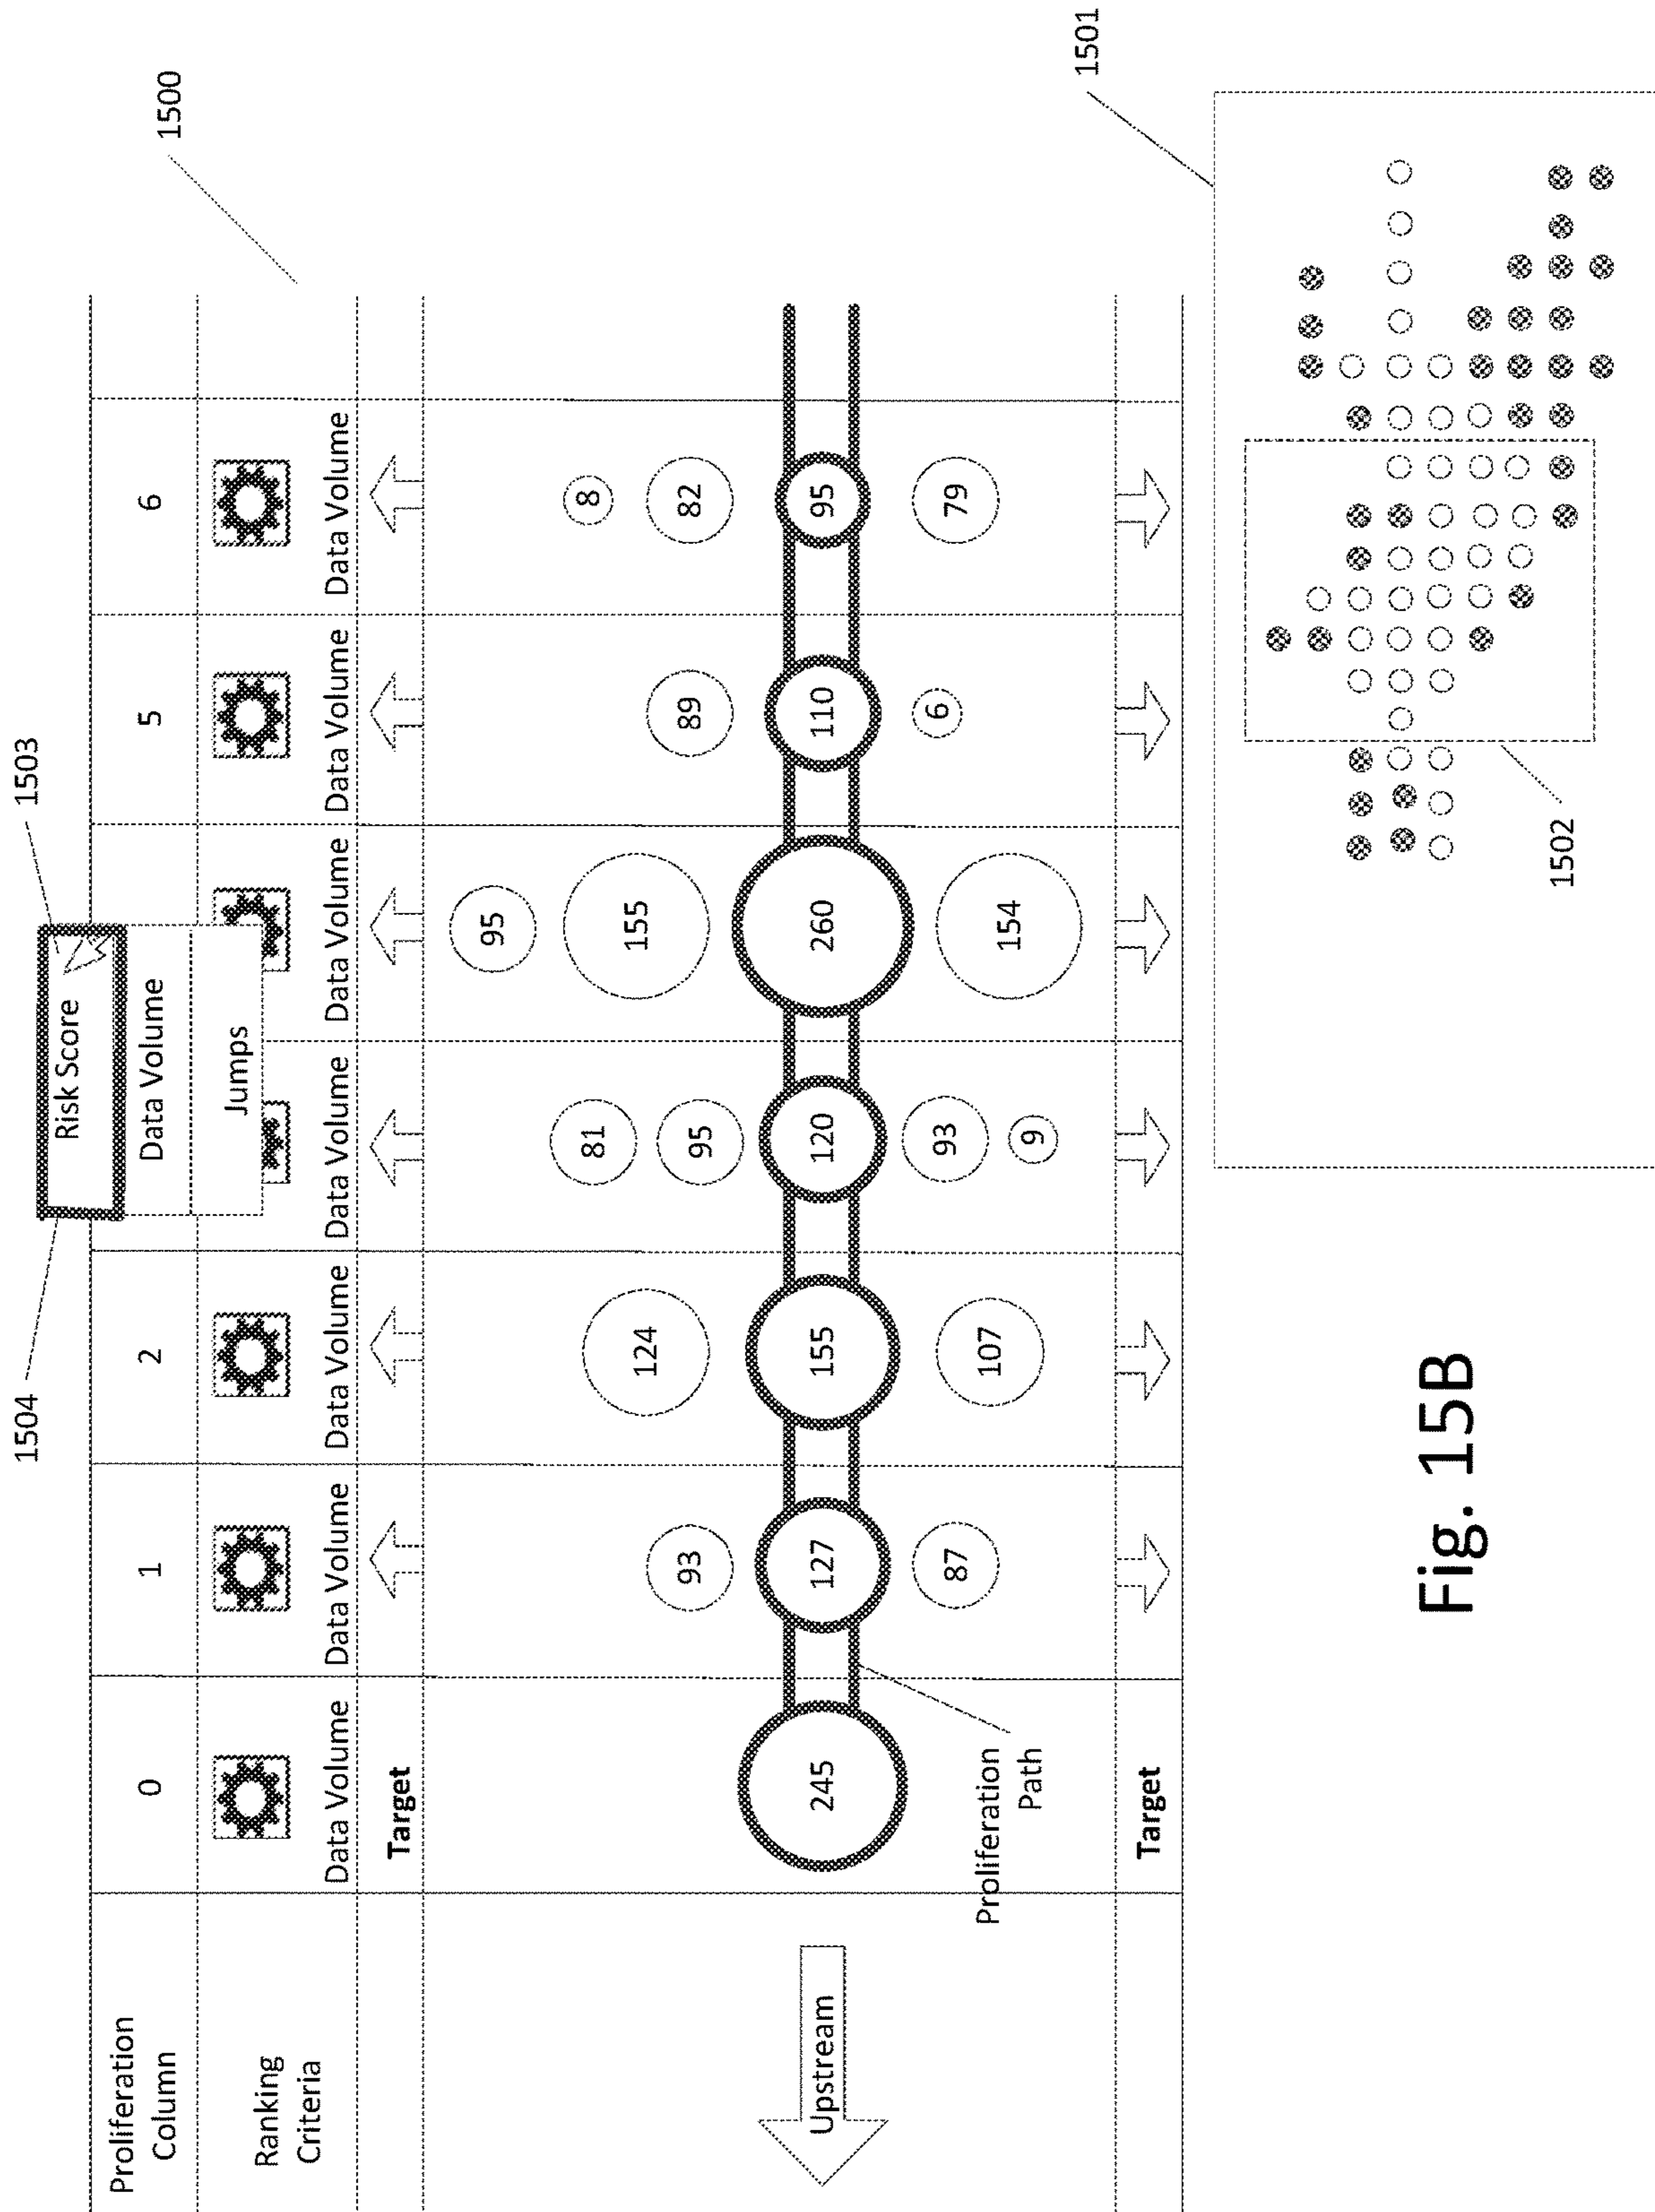 1504
1503
1500
Risk Score
Data Volume
Jumps
Proliferation
Column
0
1
2
5
6
Ranking
Criteria
Data Volume
Data Volume
Data Volume
Data Volume
Data Volume
Data Volume
Data Volume
Target
Upstream
245
93
127
87
124
155
107
81
95
120
93
9
95
155
260
154
89
110
6
8
82
95
79
Proliferation
Path
Target
1501
1502
Fig. 15B